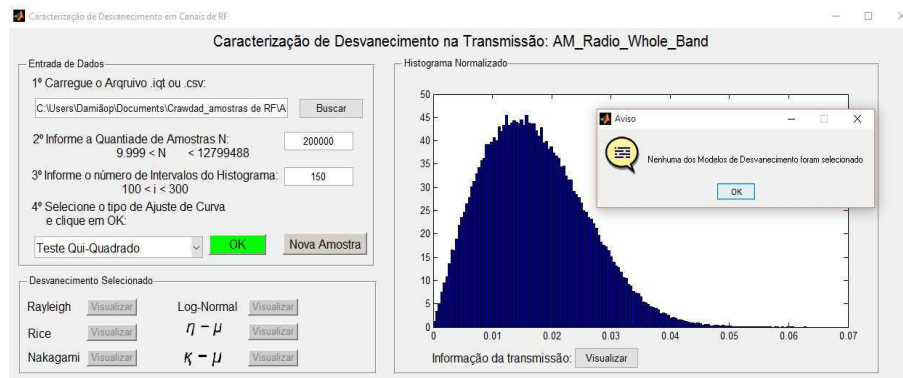 Caracterização de Desvanecimento em Canais de RF
Caracterização de Desvanecimento na Transmissão: AM_Radio_Whole_Band
Entrada de Dados
1º Carregue o Arqruivo .iqt ou .csv:
C:\Users\Damiãop\Documents\Crawdad_amostras de RF\A
Buscar
2º Informe a Quantiade de Amostras N:
9.999 < N < 12799488
200000
3º Informe o número de Intervalos do Histograma:
100 < i < 300
150
4º Selecione o tipo de Ajuste de Curva
e clique em OK:
Teste Qui-Quadrado
OK
Nova Amostra
Desvanecimento Selecionado
Rayleigh Visualizar Log-Normal Visualizar
Rice Visualizar η − μ Visualizar
Nakagami Visualizar κ − μ Visualizar
Histograma Normalizado
50
45
40
35
30
25
20
15
10
5
0
0 0.01 0.02 0.03 0.04 0.05 0.06 0.07
Informação da transmissão: Visualizar
Aviso
Nenhuma dos Modelos de Desvanecimento foram selecionado
OK